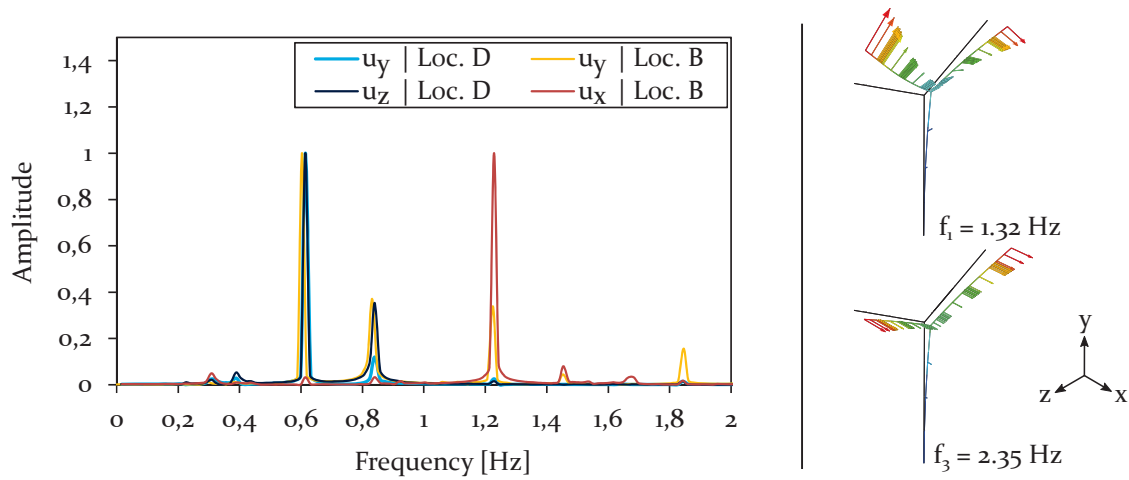 u_y | Loc. D
u_y | Loc. B
u_z | Loc. D
u_x | Loc. B
1,4
1,2
1
0,8
0,6
0,4
0,2
0
Amplitude
0 0,2 0,4 0,6 0,8 1 1,2 1,4 1,6 1,8 2
Frequency [Hz]
f₁ = 1.32 Hz
y
z x
f₃ = 2.35 Hz